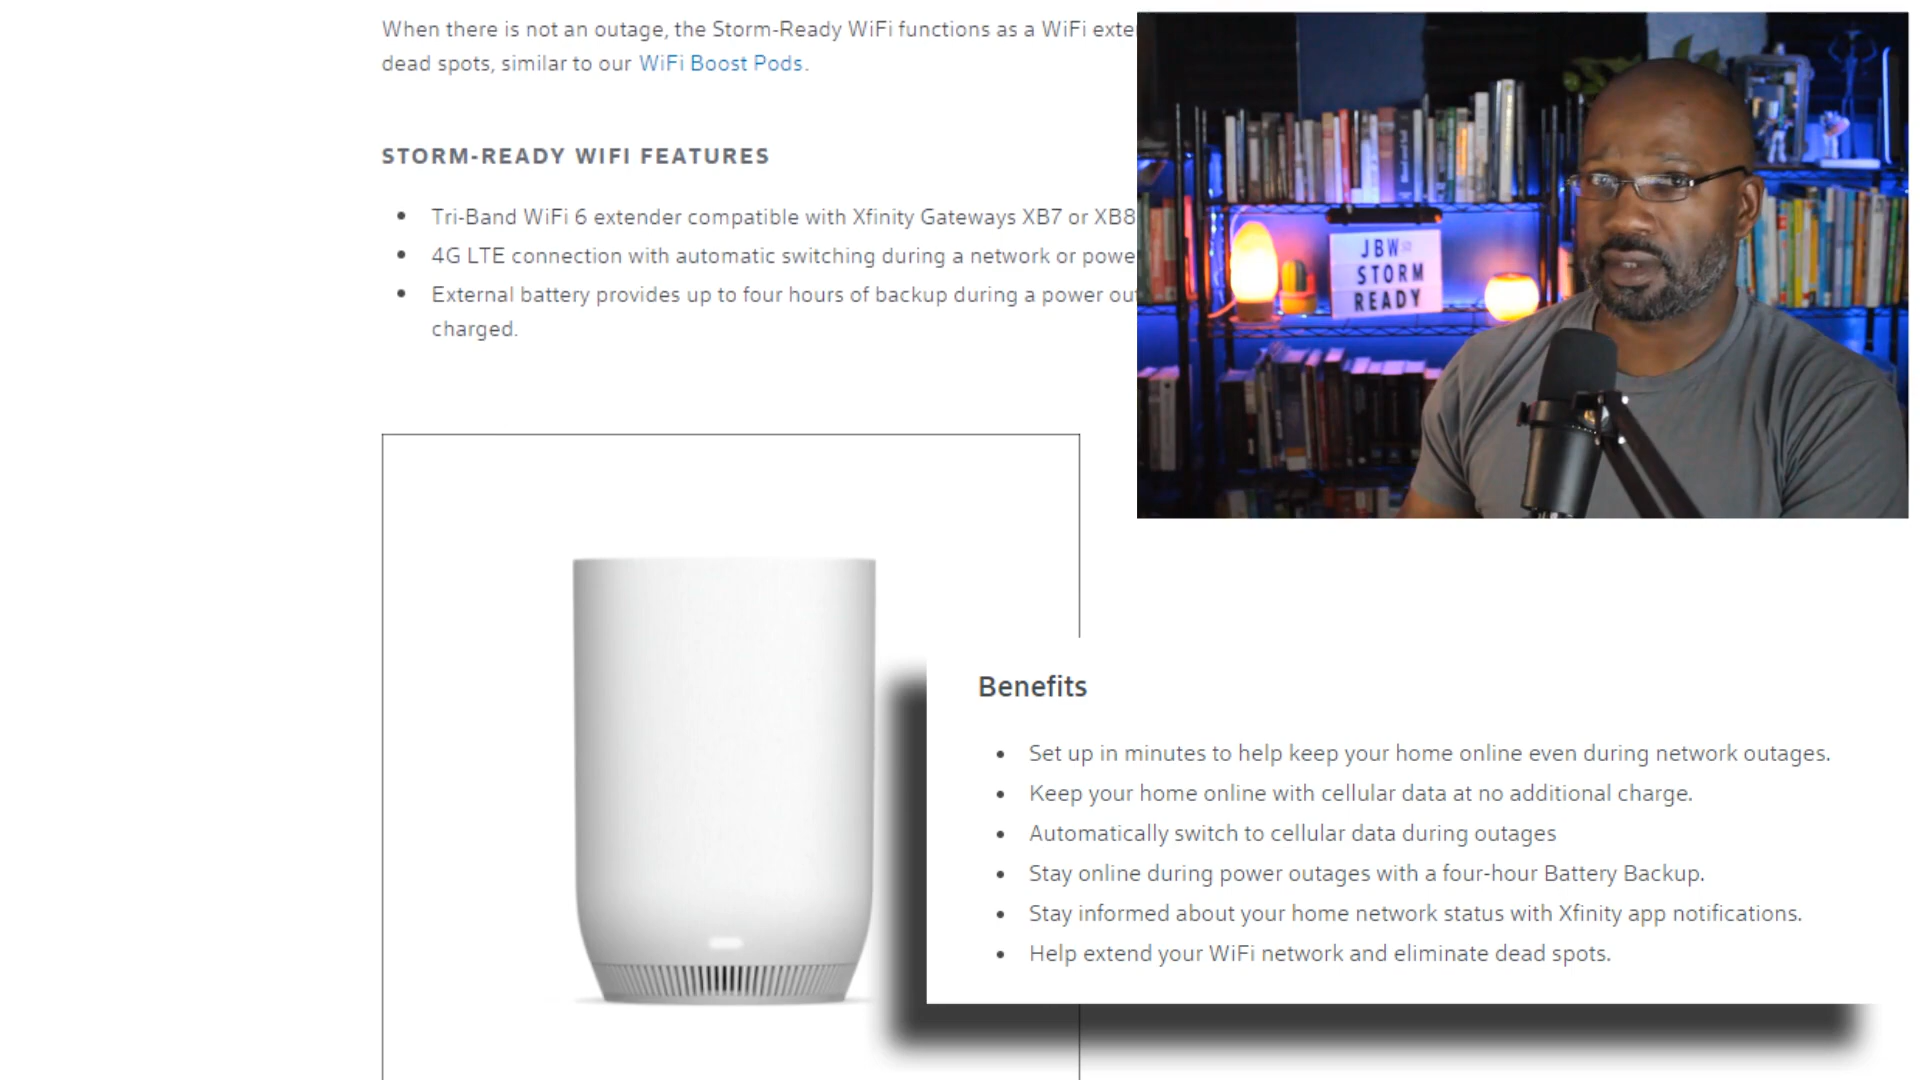 When there is not an outage, the Storm-Ready WiFi functions as a WiFi
dead spots, similar to our WiFi Boost Pods.
STORM-READY WIFI FEATURES
Tri-Band WiFi 6 extender compatible with Xfinity Gateways XB7 or XB8
4G LTE connection with automatic switching during a network or
External battery provides up to four hours of backup during a power
charged.
JBW
STORM
READY
Benefits
Set up in minutes to help keep your home online even during network outages.
Keep your home online with cellular data at no additional charge.
Automatically switch to cellular data during outages
Stay online during power outages with a four-hour Battery Backup.
Stay informed about your home network status with Xfinity app notifications.
Help extend your WiFi network and eliminate dead spots.